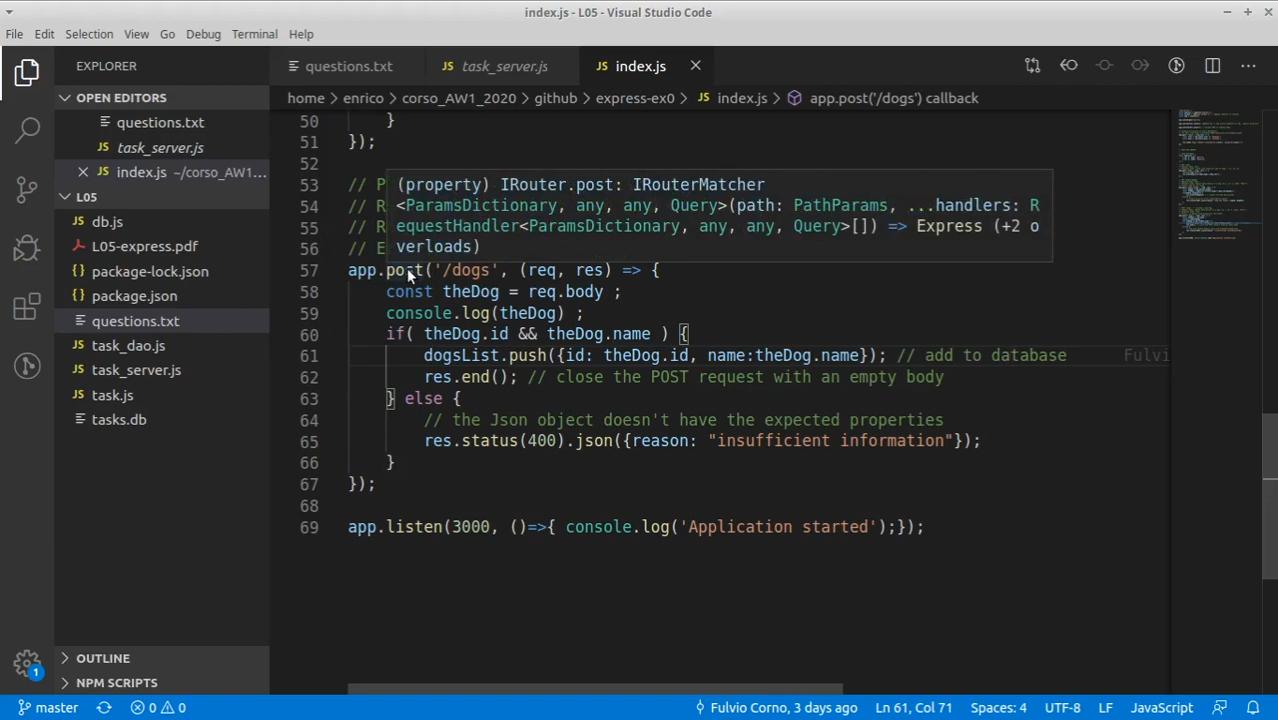 index.js - L05 - Visual Studio Code
File Edit Selection View Go Debug Terminal Help
EXPLORER
questions.txt task_server.js index.js
OPEN EDITORS
questions.txt
task_server.js
index.js ~/corso_AW1...
L05
db.js
L05-express.pdf
package-lock.json
package.json
questions.txt
task_dao.js
task_server.js
task.js
tasks.db
OUTLINE
NPM SCRIPTS
home > enrico > corso_AW1_2020 > github > express-ex0 > JS index.js > app.post('/dogs') callback
50 }
51 });
52
53 // P
54 // R
55 // R
56 // E
(property) IRouter.post: IRouterMatcher
<ParamsDictionary, any, any, Query>(path: PathParams, ...handlers: R
equestHandler<ParamsDictionary, any, any, Query>[]) => Express (+2 o
verloads)
57 app.post('/dogs', (req, res) => {
58 const theDog = req.body ;
59 console.log(theDog) ;
60 if( theDog.id && theDog.name ) {
61 dogsList.push({id: theDog.id, name:theDog.name}); // add to database Fulvi
62 res.end(); // close the POST request with an empty body
63 } else {
64 // the Json object doesn't have the expected properties
65 res.status(400).json({reason: "insufficient information"});
66 }
67 });
68
69 app.listen(3000, ()=>{ console.log('Application started');});
1
master 0 0 Fulvio Corno, 3 days ago Ln 61, Col 71 Spaces: 4 UTF-8 LF JavaScript